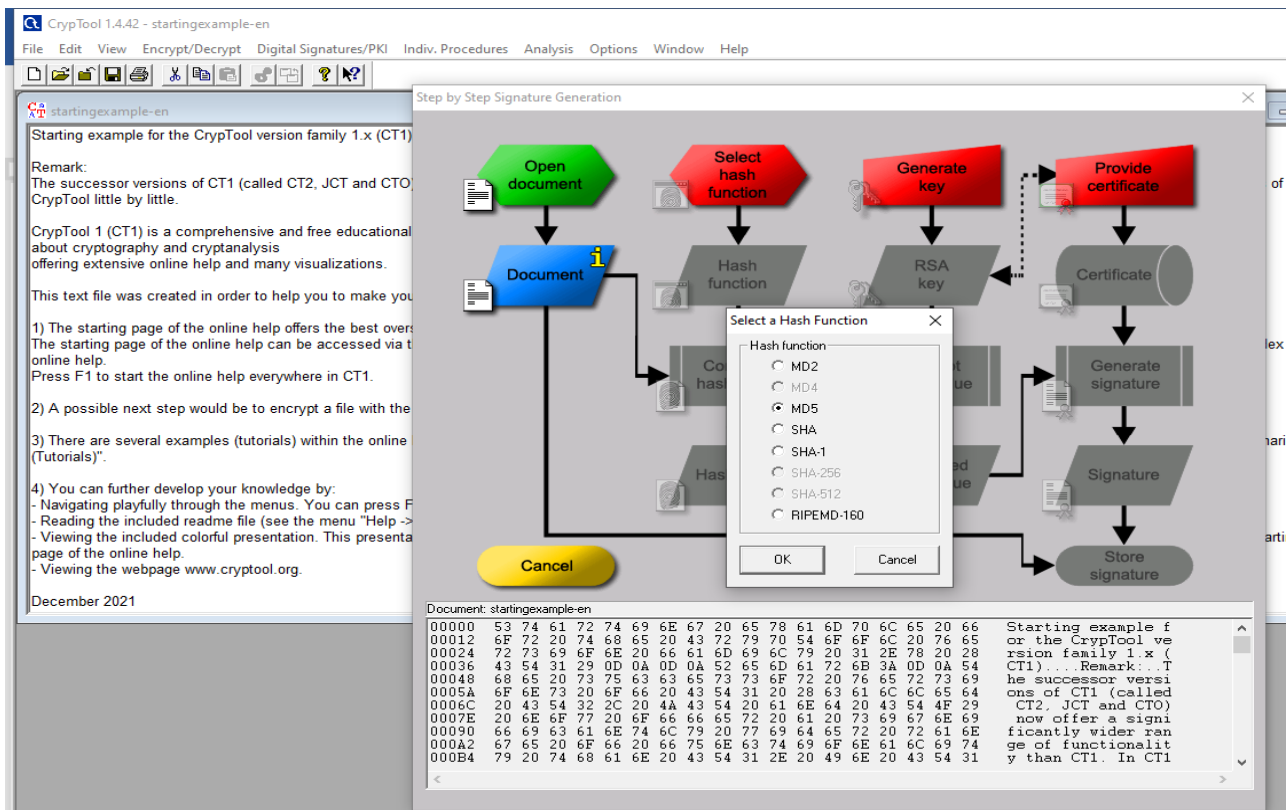 CrypTool 1.4.42 - startingexample-en
File Edit View Encrypt/Decrypt Digital Signatures/PKI Indiv. Procedures Analysis Options Window Help
startingexample-en
Starting example for the CrypTool version family 1.x (CT1)
Remark:
The successor versions of CT1 (called CT2, JCT and CTO)
of
CrypTool little by little.
CrypTool 1 (CT1) is a comprehensive and free educational
about cryptography and cryptanalysis
offering extensive online help and many visualizations.
This text file was created in order to help you to make you
1) The starting page of the online help offers the best over
The starting page of the online help can be accessed via t
online help.
Press F1 to start the online help everywhere in CT1.
2) A possible next step would be to encrypt a file with the
3) There are several examples (tutorials) within the online
(Tutorials)".
4) You can further develop your knowledge by:
- Navigating playfully through the menus. You can press F
- Reading the included readme file (see the menu "Help ->
- Viewing the included colorful presentation. This presenta
page of the online help.
- Viewing the webpage www.cryptool.org.
December 2021
Step by Step Signature Generation
Open
document
Select
hash
function
Generate
key
Provide
certificate
Document
Hash
function
RSA
key
Certificate
Generate
signature
Signature
Store
signature
Cancel
Select a Hash Function
Hash function
MD2
MD4
MD5
SHA
SHA-1
SHA-256
SHA-512
RIPEMD-160
OK Cancel
Document: startingexample-en
00000 53 74 61 72 74 69 6E 67 20 65 78 61 6D 70 6C 65 20 66 Starting example f
00012 6F 72 20 74 68 65 20 43 72 79 70 54 6F 6F 6C 20 76 65 or the CrypTool ve
00024 72 73 69 6F 6E 20 66 61 6D 69 6C 79 20 31 2E 78 20 28 rsion family 1.x (
00036 43 54 31 29 0D 0A 0D 0A 52 65 6D 61 72 6B 3A 0D 0A 54 CT1)....Remark:..T
00048 68 65 20 73 75 63 63 65 73 73 6F 72 20 76 65 72 73 69 he successor versi
0005A 6F 6E 73 20 6F 66 20 43 54 31 20 28 63 61 6C 6C 65 64 ons of CT1 (called
0006C 20 43 54 32 2C 20 4A 43 54 20 61 6E 64 20 43 54 4F 29 CT2, JCT and CTO)
0007E 20 6E 6F 77 20 6F 66 66 65 72 20 61 20 73 69 67 6E 69 now offer a signi
00090 66 69 63 61 6E 74 6C 79 20 77 69 64 65 72 20 72 61 6E ficantly wider ran
000A2 67 65 20 6F 66 20 66 75 6E 63 74 69 6F 6E 61 6C 69 74 ge of functionalit
000B4 79 20 74 68 61 6E 20 43 54 31 2E 20 49 6E 20 43 54 31 y than CT1. In CT1